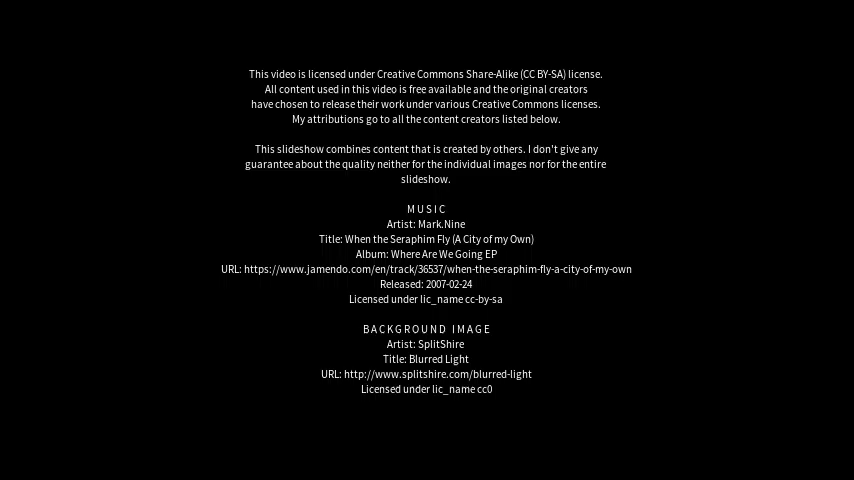 This video is licensed under Creative Commons Share-Alike (CC BY-SA) license.
All content used in this video is free available and the original creators
have chosen to release their work under various Creative Commons licenses.
My attributions go to all the content creators listed below.
This slideshow combines content that is created by others. I don't give any
guarantee about the quality neither for the individual images nor for the entire
slideshow.
MUSIC
Artist: Mark.Nine
Title: When the Seraphim Fly (A City of my Own)
Album: Where Are We Going EP
URL: https://www.jamendo.com/en/track/36537/when-the-seraphim-fly-a-city-of-my-own
Released: 2007-02-24
Licensed under lic_name cc-by-sa
BACKGROUND IMAGE
Artist: SplitShire
Title: Blurred Light
URL: http://www.splitshire.com/blurred-light
Licensed under lic_name cc0